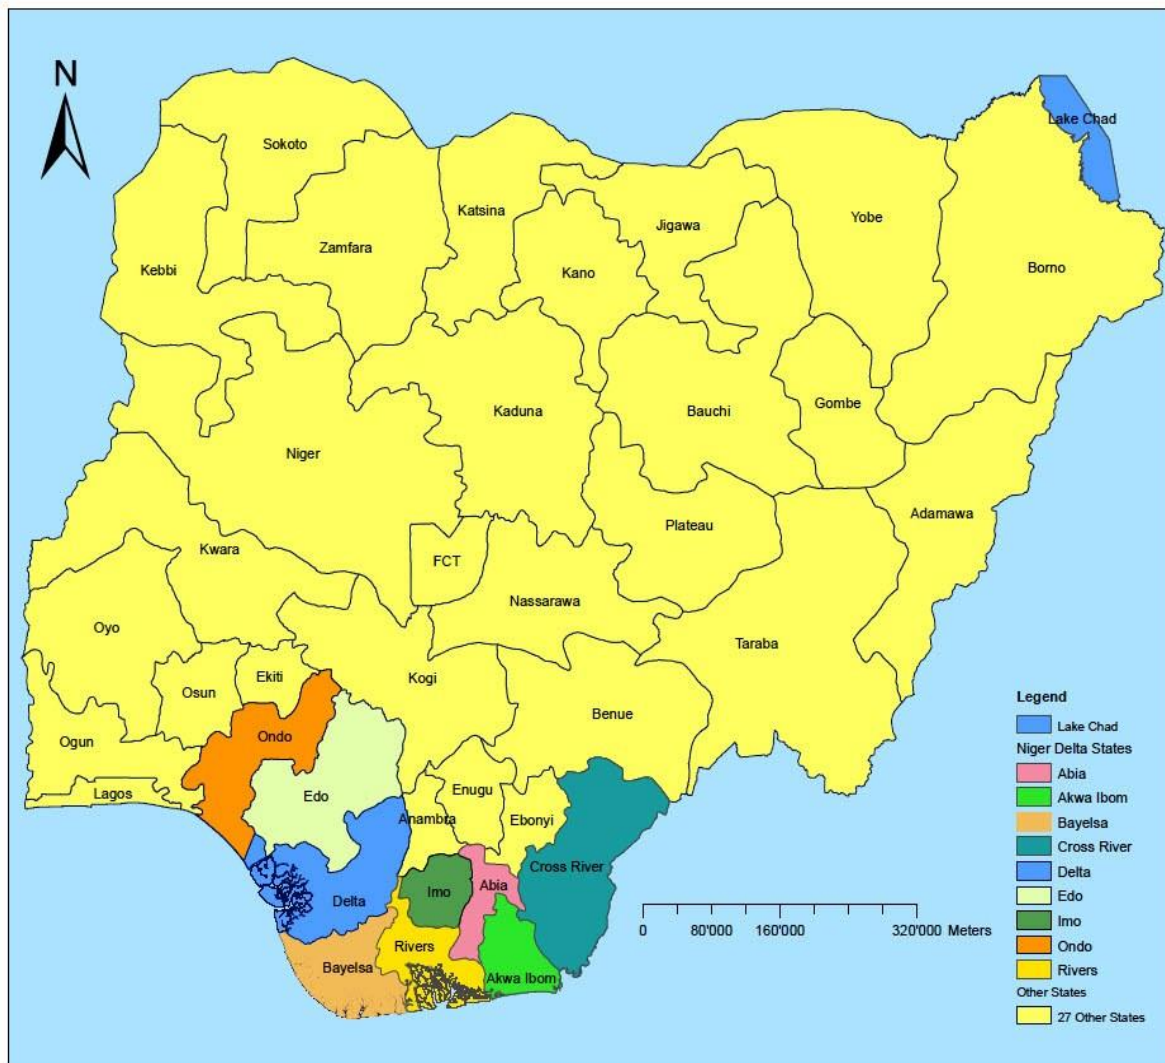 N
Lake Chad
Sokoto
Katsina
Jigawa
Yobe
Kebbi
Zamfara
Kano
Borno
Kaduna
Bauchi
Gombe
Niger
Adamawa
Plateau
Kwara
FCT
Nassarawa
Oyo
Taraba
Osun
Ekiti
Kogi
Benue
Ogun
Ondo
Lagos
Edo
Anambra
Enugu
Ebonyi
Cross River
Delta
Imo
Abia
Rivers
Bayelsa
Akwa Ibom
0 80'000 160'000 320'000 Meters
Legend
Lake Chad
Niger Delta States
Abia
Akwa Ibom
Bayelsa
Cross River
Delta
Edo
Imo
Ondo
Rivers
Other States
27 Other States